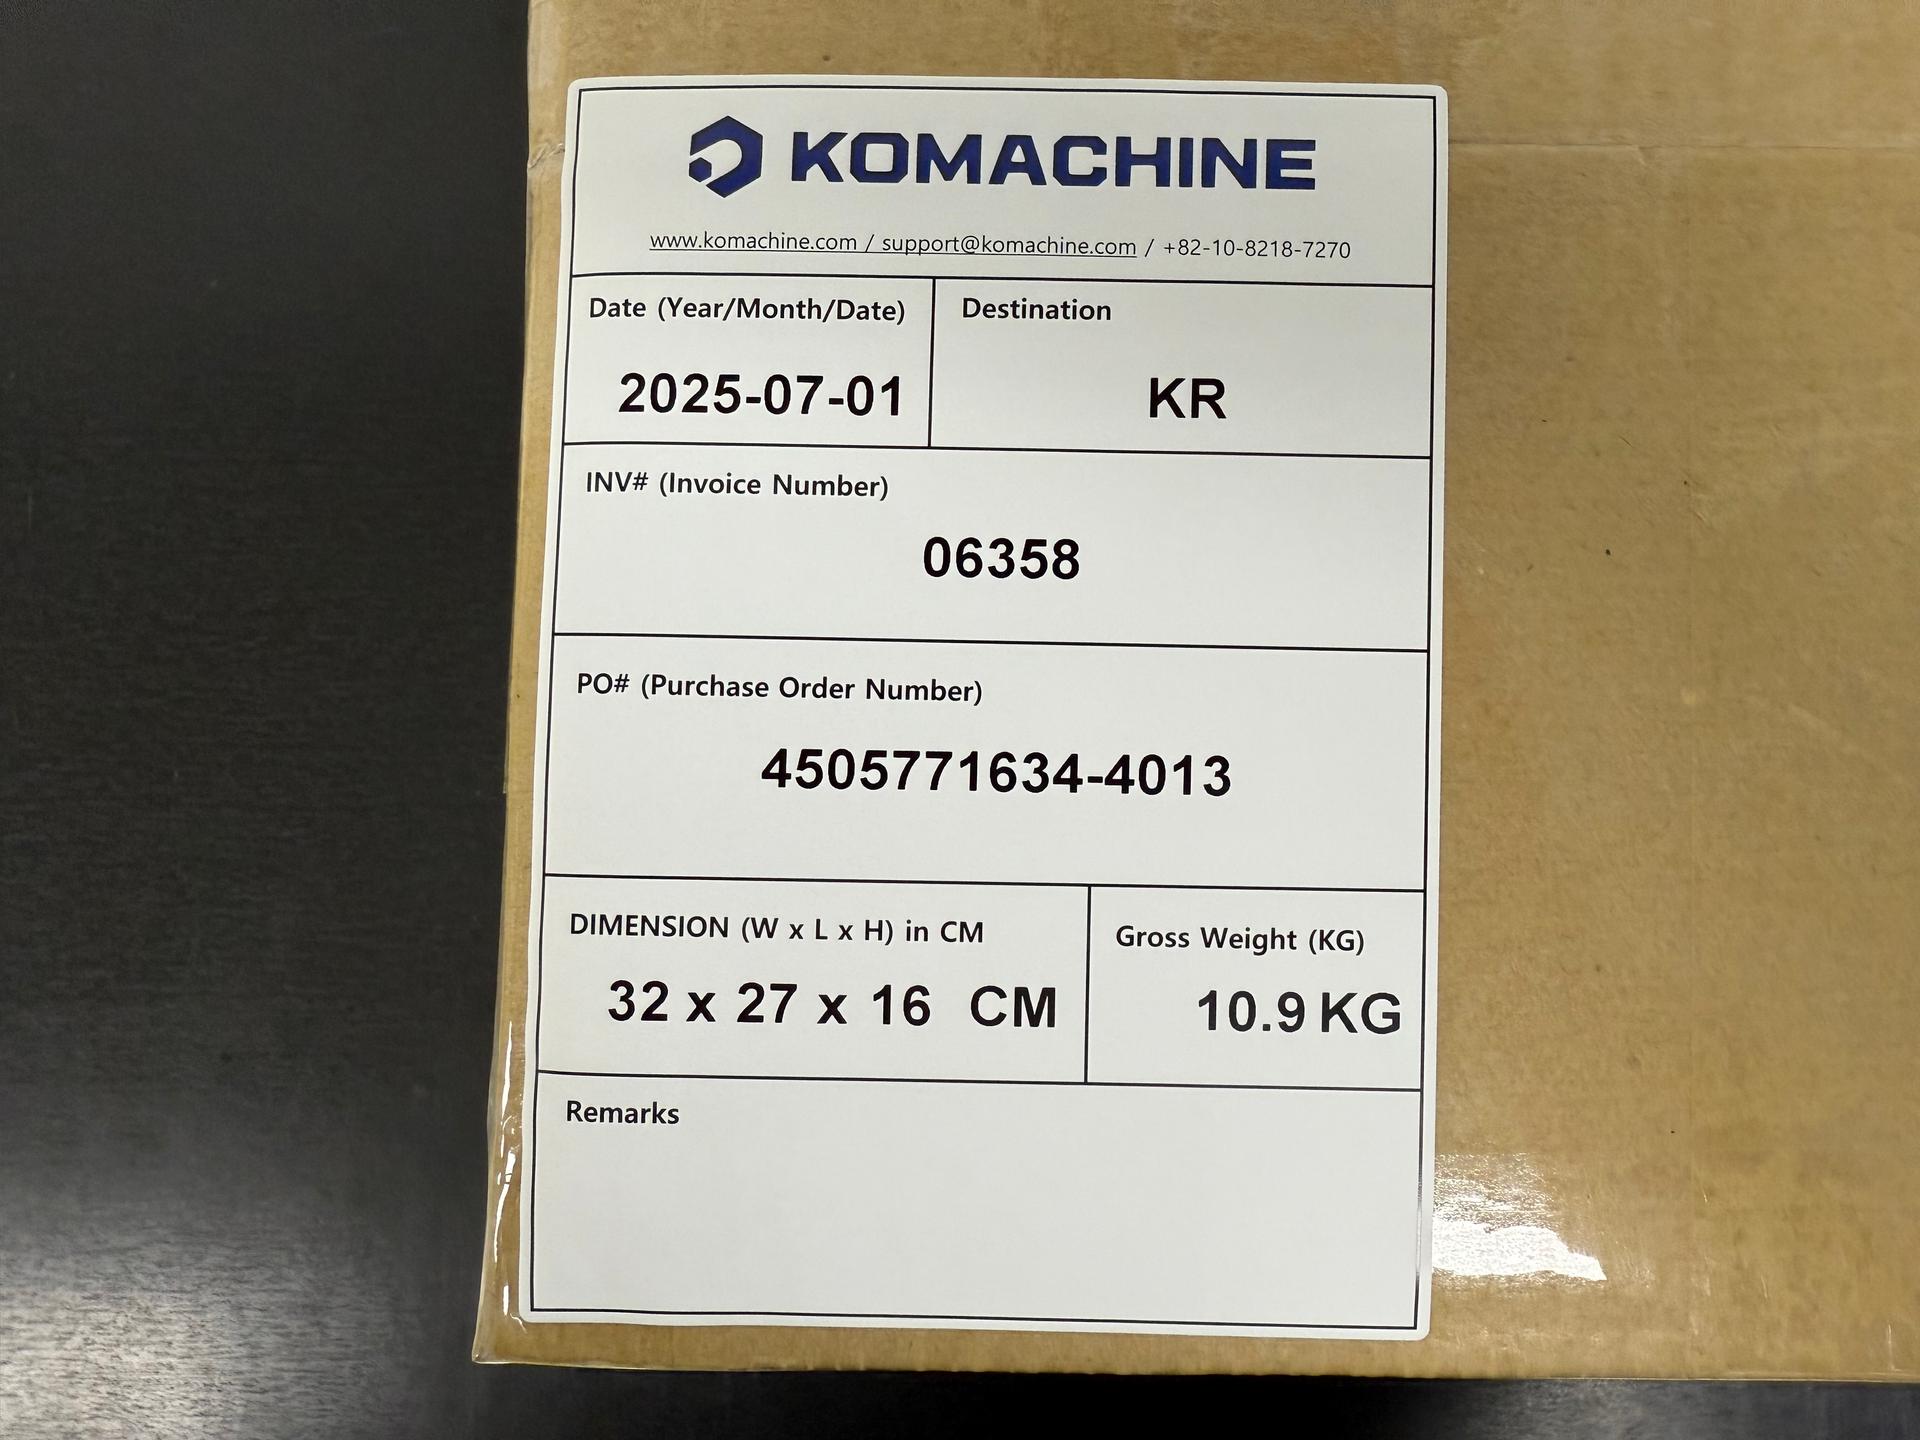 KOMACHINE
www.komachine.com / support@komachine.com / +82-10-8218-7270
Date (Year/Month/Date)
2025-07-01
Destination
KR
INV# (Invoice Number)
06358
PO# (Purchase Order Number)
4505771634-4013
DIMENSION (W x L x H) in CM
32 x 27 x 16 CM
Gross Weight (KG)
10.9 KG
Remarks